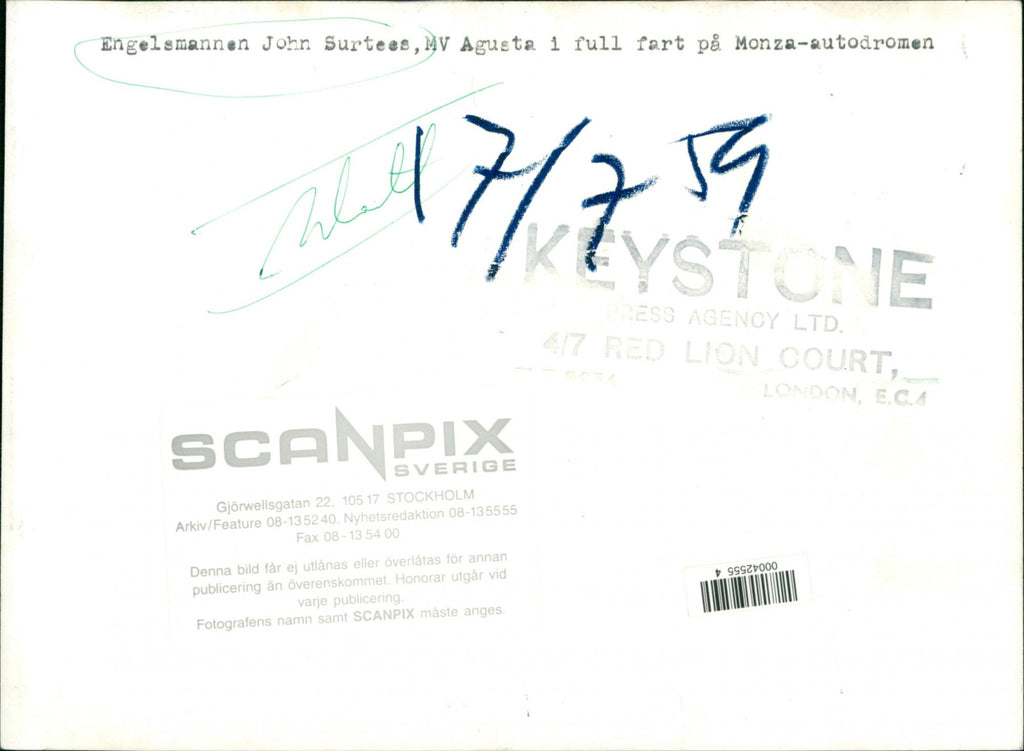 Engelsmannen John Surtees, MV Agusta i full fart på Monza-autodromen
17/7 59
KEYSTONE
PRESS AGENCY LTD.
4/7 RED LION COURT,
LONDON, E.C.4
SCANPIX
SVERIGE
Gjörwellsgatan 22, 105 17 STOCKHOLM
Arkiv/Feature 08-13 52 40. Nyhetsredaktion 08-13 55 55
Fax 08-13 54 00
Denna bild får ej utlånas eller överlåtas för annan
publicering än överenskommet. Honorar utgår vid
varje publicering.
Fotografens namn samt SCANPIX måste anges.
00042555 4